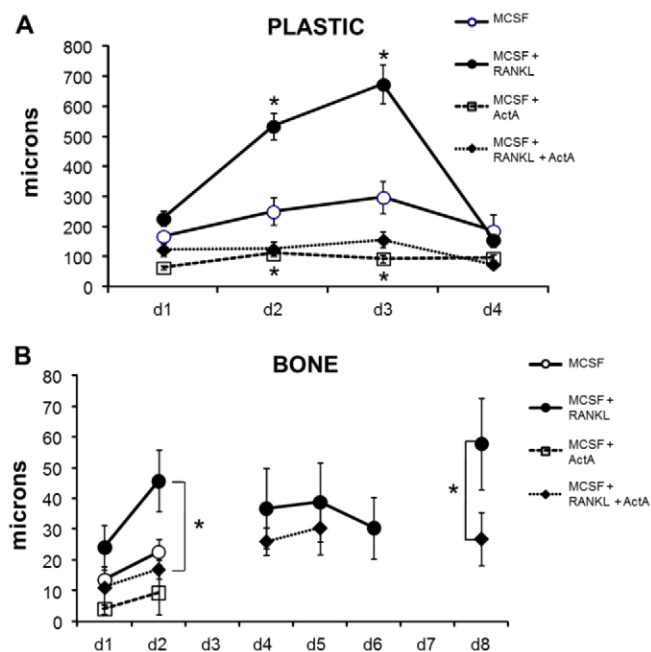 A
PLASTIC
microns
800
700
600
500
400
300
200
100
0
*
*
*
*
d1 d2 d3 d4
MCSF
MCSF +
RANKL
MCSF +
ActA
MCSF +
RANKL + ActA
B
BONE
microns
80
70
60
50
40
30
20
10
0
*
*
d1 d2 d3 d4 d5 d6 d7 d8
MCSF
MCSF +
RANKL
MCSF +
ActA
MCSF +
RANKL + ActA